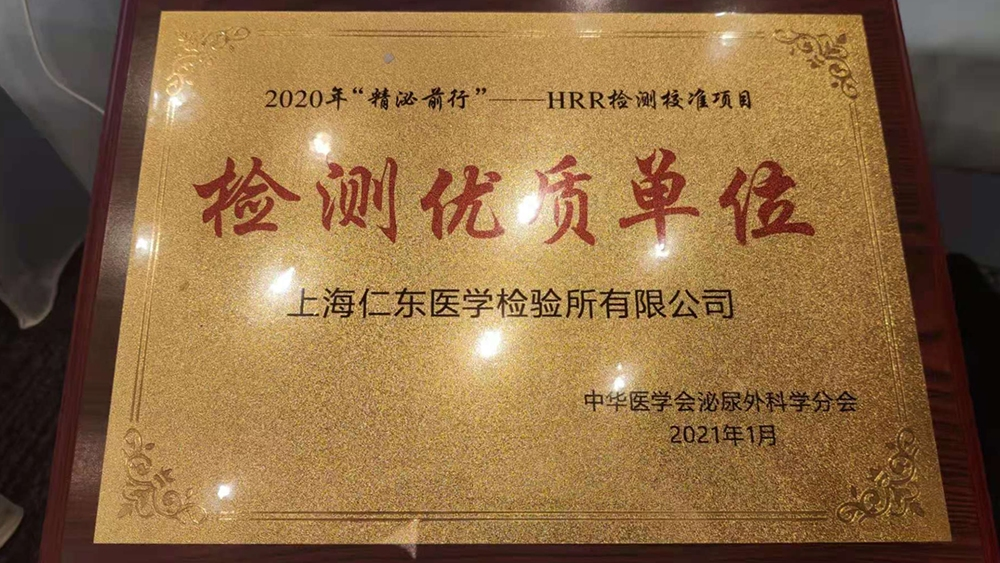 2020年“精泌前行”——HRR检测校准项目
检测优质单位
上海仁东医学检验所有限公司
中华医学会泌尿外科学分会
2021年1月